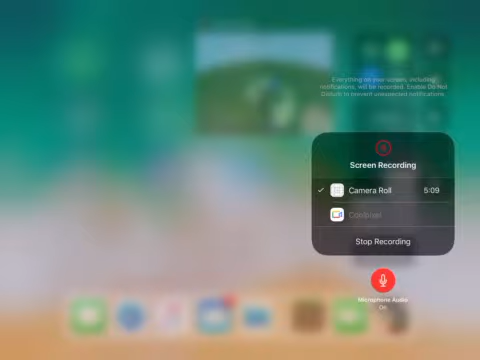 Everything on your screen, including
notifications, will be recorded. Enable Do Not
Disturb to prevent unexpected notifications.
Screen Recording
Camera Roll 5:09
Stop Recording
Microphone Audio
On